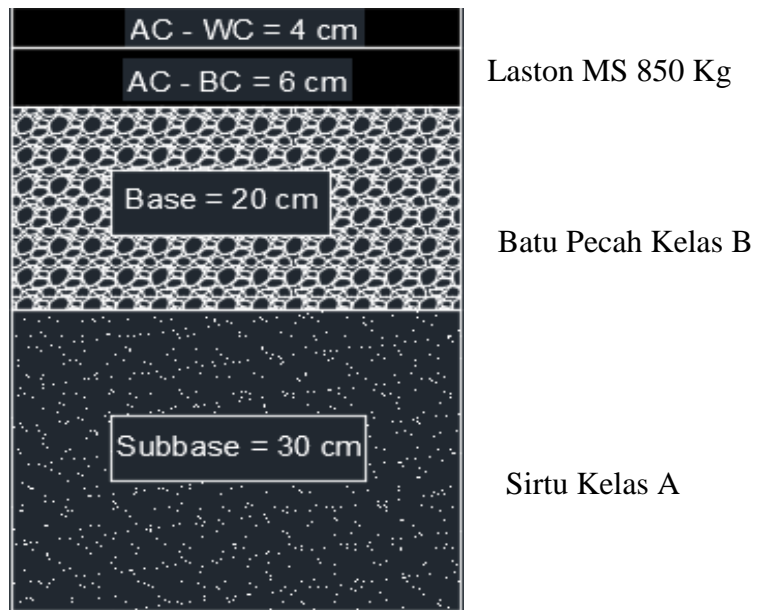 AC - WC = 4 cm
AC - BC = 6 cm
Laston MS 850 Kg
Base = 20 cm
Batu Pecah Kelas B
Subbase = 30 cm
Sirtu Kelas A